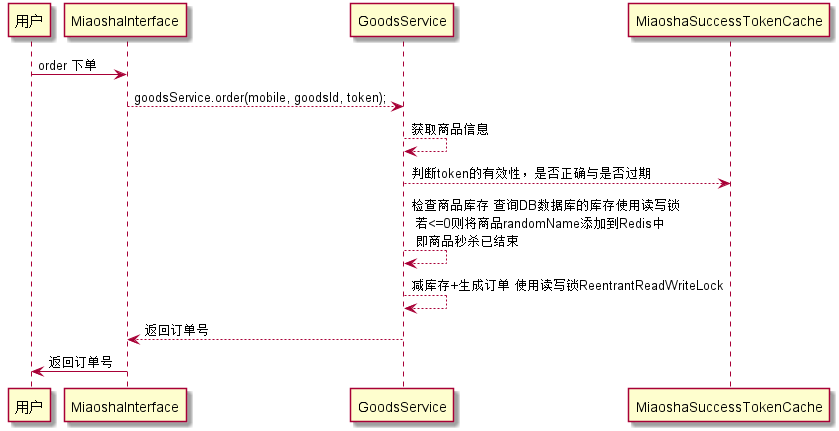 用户
MiaoshaInterface
GoodsService
MiaoshaSuccessTokenCache
order 下单
goodsService.order(mobile, goodsId, token);
获取商品信息
判断token的有效性，是否正确与是否过期
检查商品库存 查询DB数据库的库存使用读写锁
若<=0则将商品randomName添加到Redis中
即商品秒杀已结束
减库存+生成订单 使用读写锁ReentrantReadWriteLock
返回订单号
返回订单号
用户
MiaoshaInterface
GoodsService
MiaoshaSuccessTokenCache